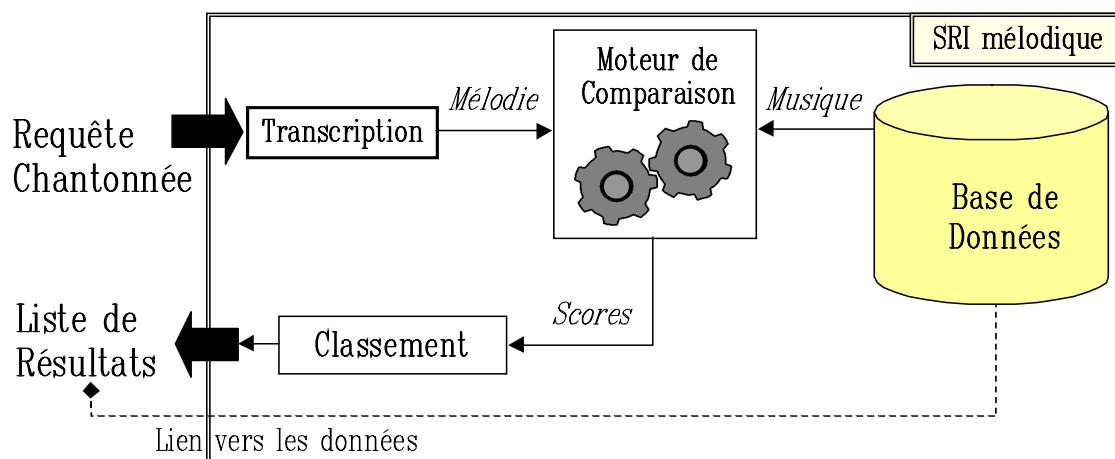 SRI mélodique
Moteur de
Comparaison
Mélodie
Musique
Requête
Chantonnée
Transcription
Base de
Données
Liste de
Résultats
Classement
Scores
Lien vers les données